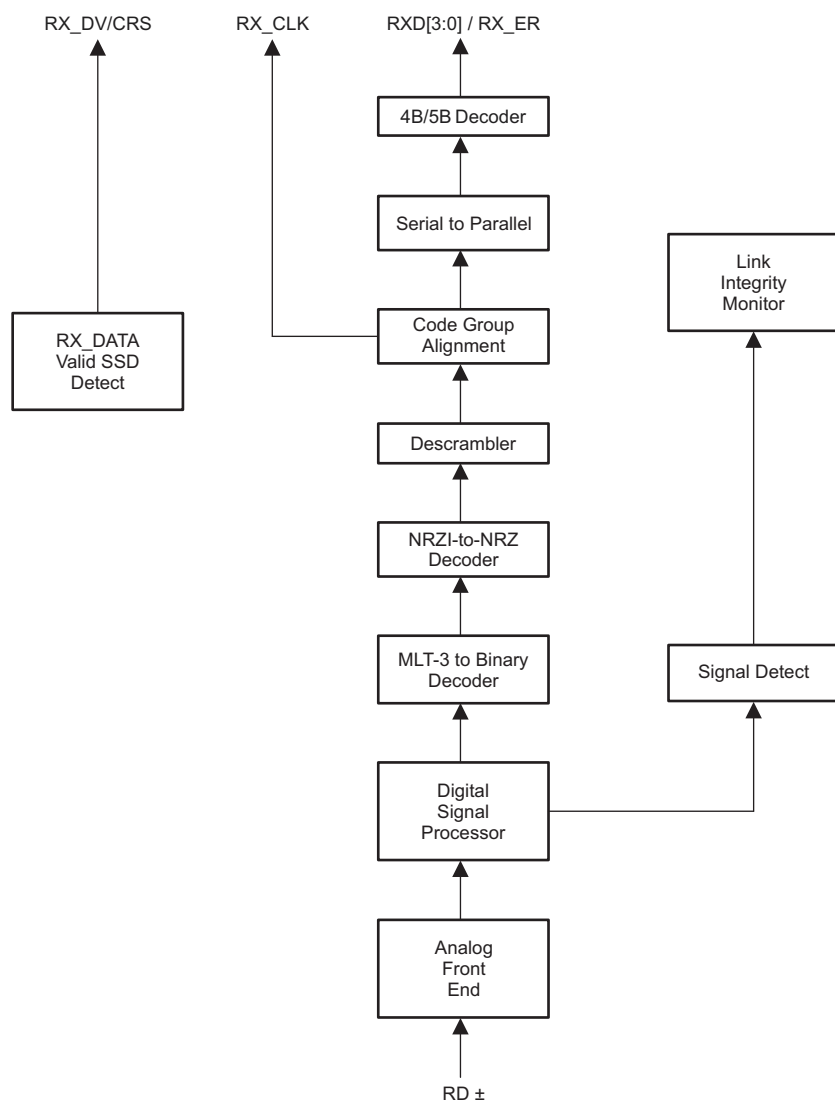 RX_DV/CRS
RX_CLK
RXD[3:0] / RX_ER
4B/5B Decoder
Serial to Parallel
Link
Integrity
Monitor
RX_DATA
Valid SSD
Detect
Code Group
Alignment
Descrambler
NRZI-to-NRZ
Decoder
MLT-3 to Binary
Decoder
Signal Detect
Digital
Signal
Processor
Analog
Front
End
RD ±